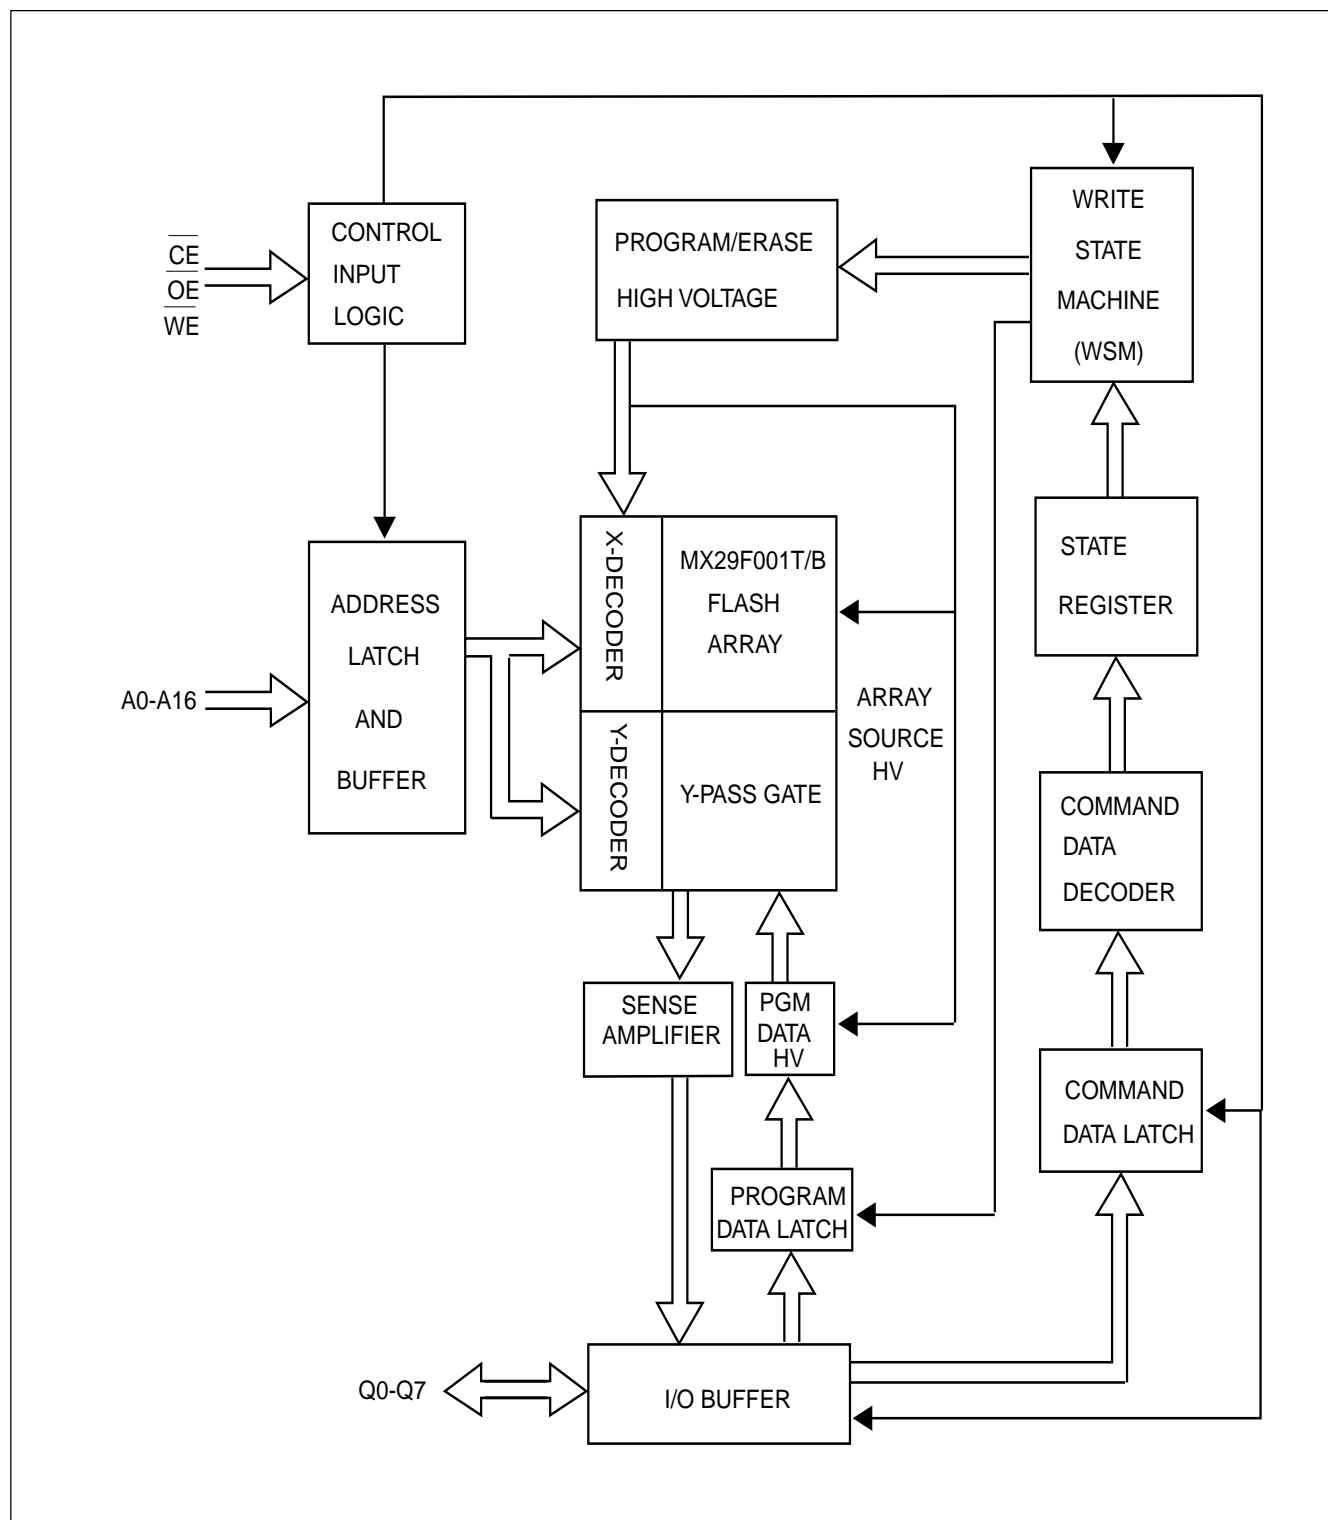 CE
OE
WE
CONTROL
INPUT
LOGIC
PROGRAM/ERASE
HIGH VOLTAGE
WRITE
STATE
MACHINE
(WSM)
STATE
REGISTER
A0-A16
ADDRESS
LATCH
AND
BUFFER
X-DECODER
MX29F001T/B
FLASH
ARRAY
Y-DECODER
Y-PASS GATE
ARRAY
SOURCE
HV
COMMAND
DATA
DECODER
SENSE
AMPLIFIER
PGM
DATA
HV
COMMAND
DATA LATCH
PROGRAM
DATA LATCH
Q0-Q7
I/O BUFFER